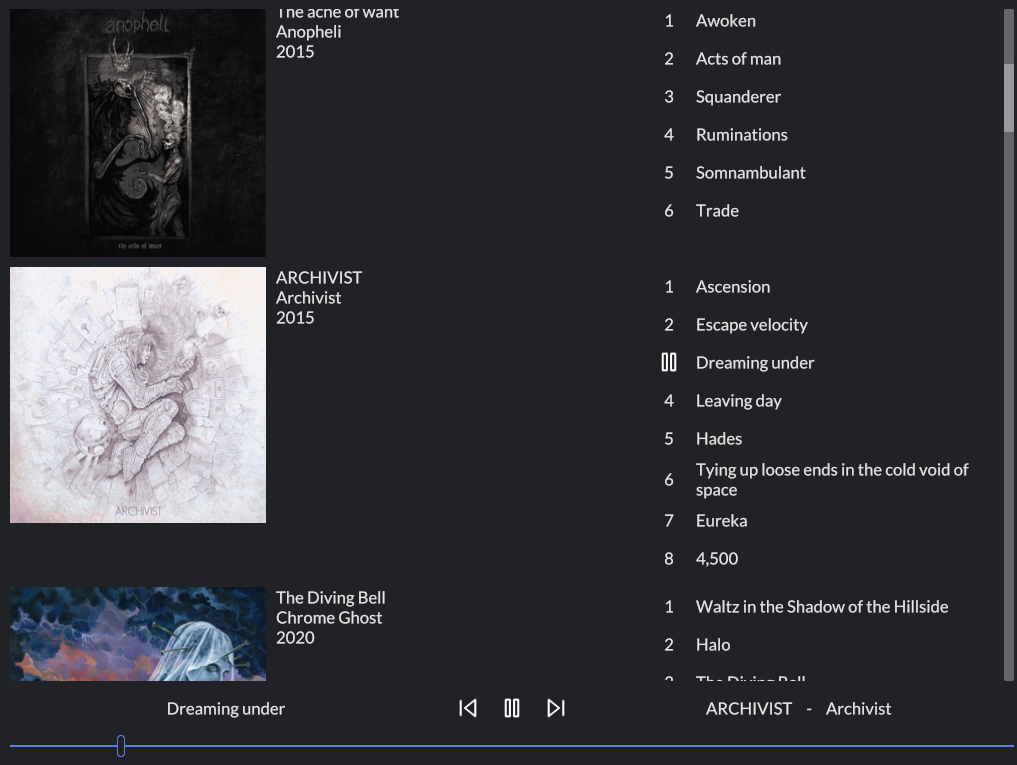 The ache of want
Anopheli
2015
anopheli
the ache of want
1 Awoken
2 Acts of man
3 Squanderer
4 Ruminations
5 Somnambulant
6 Trade
ARCHIVIST
Archivist
2015
ARCHIVIST
1 Ascension
2 Escape velocity
Dreaming under
4 Leaving day
5 Hades
6 Tying up loose ends in the cold void of
space
7 Eureka
8 4,500
The Diving Bell
Chrome Ghost
2020
1 Waltz in the Shadow of the Hillside
2 Halo
3 The Diving Bell
Dreaming under
ARCHIVIST - Archivist